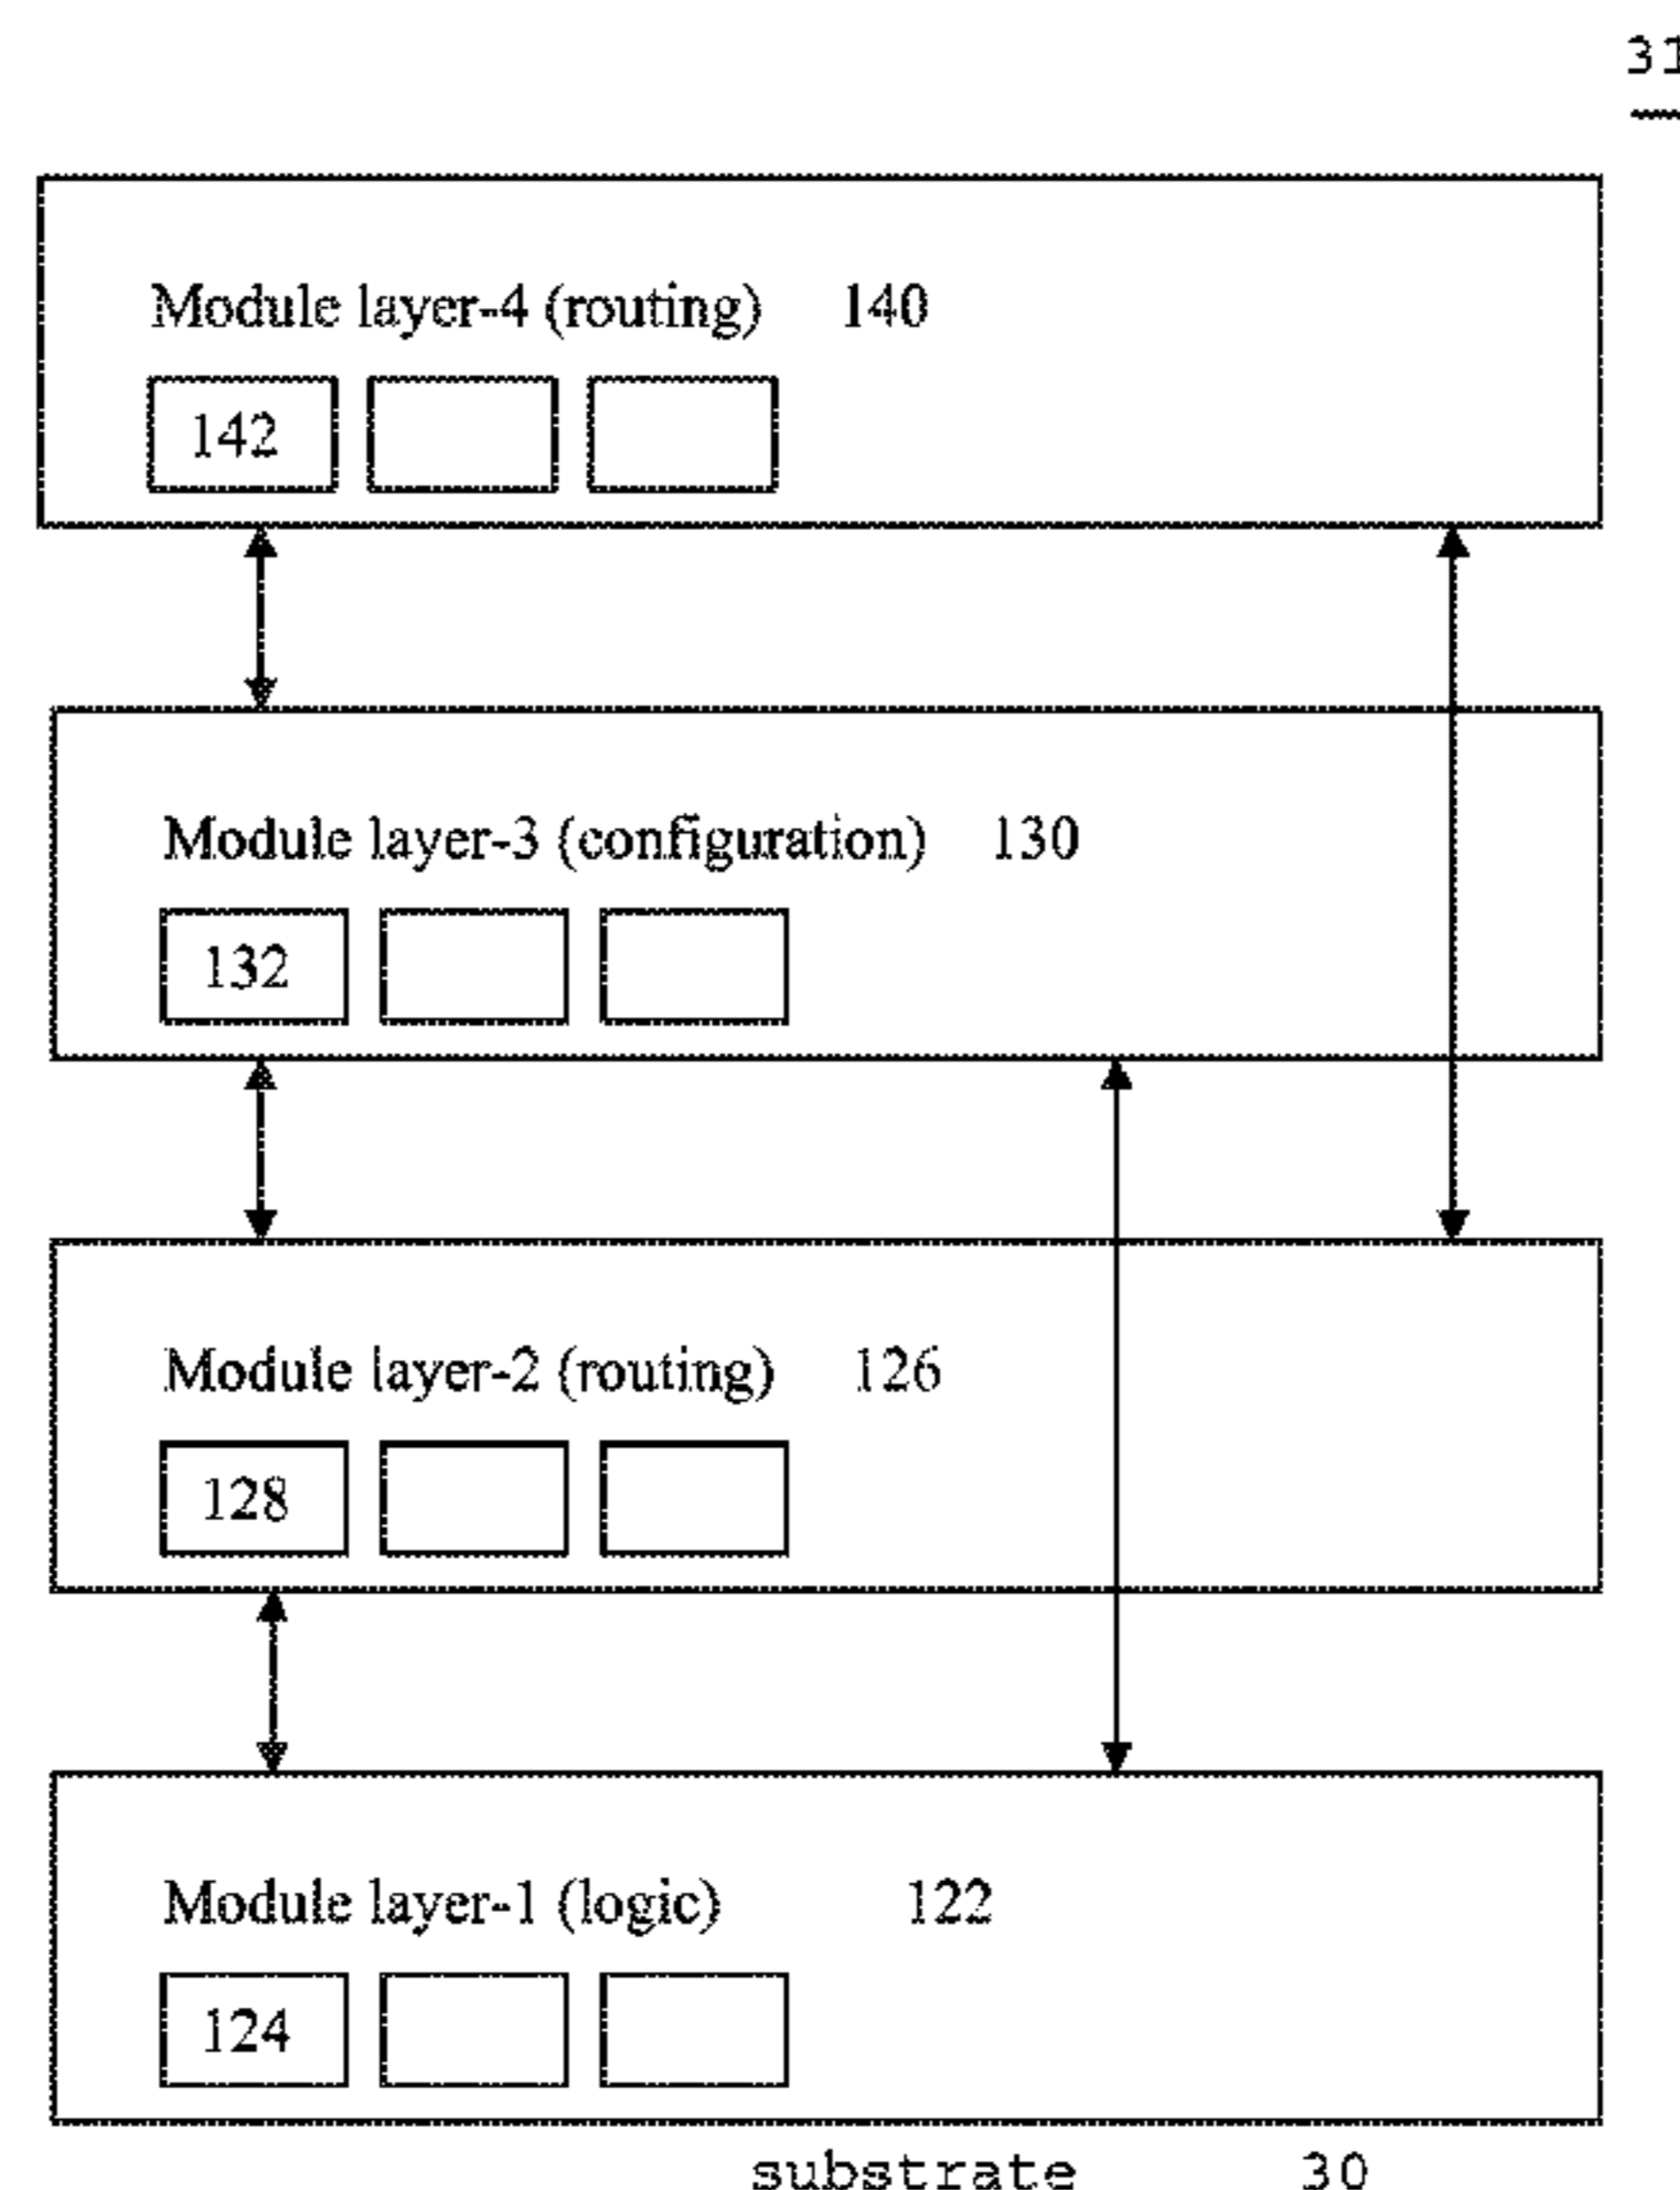 31
Module layer-4 (routing) 140
142
Module layer-3 (configuration) 130
132
Module layer-2 (routing) 126
128
Module layer-1 (logic) 122
124
substrate 30